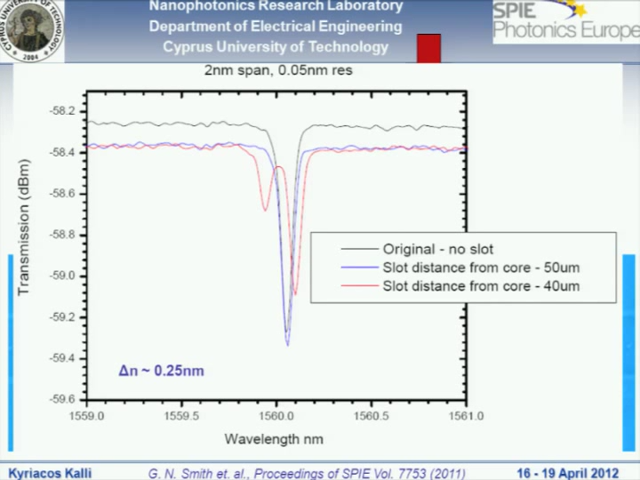 Nanophotonics Research Laboratory
Department of Electrical Engineering
Cyprus University of Technology
SPIE
Photonics Europe
2004
2nm span, 0.05nm res
Transmission (dBm)
-58.2
-58.4
-58.6
-58.8
-59.0
-59.2
-59.4
-59.6
Original - no slot
Slot distance from core - 50um
Slot distance from core - 40um
Δn ~ 0.25nm
1559.0 1559.5 1560.0 1560.5 1561.0
Wavelength nm
Kyriacos Kalli G. N. Smith et. al., Proceedings of SPIE Vol. 7753 (2011) 16 - 19 April 2012